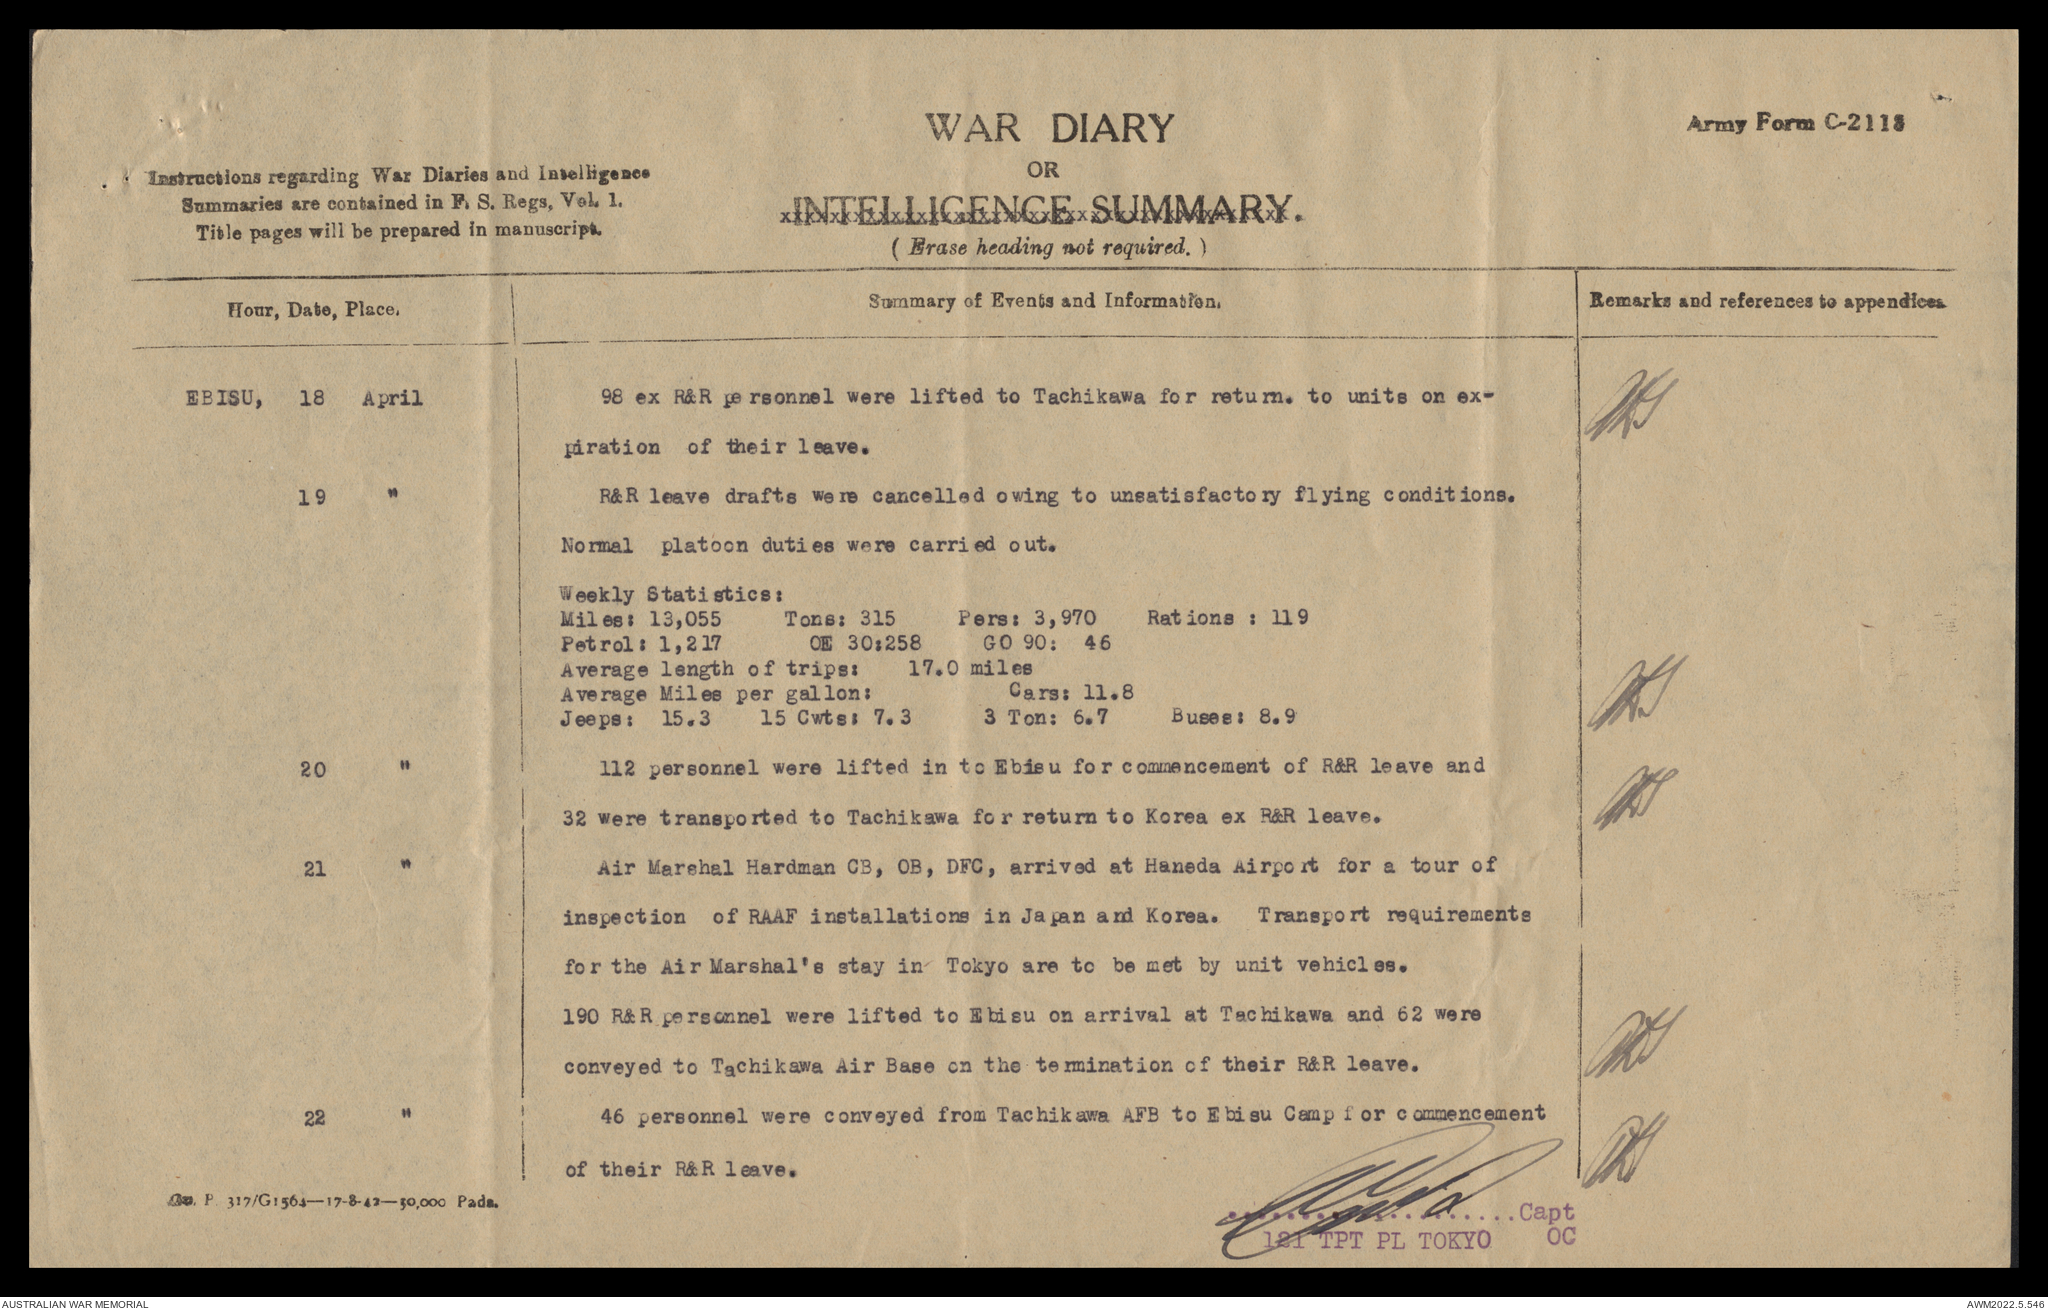 WAR DIARY
OR
INTELLIGENCE SUMMARY.
( Erase heading not required. )
Army Form C-2118
Instructions regarding War Diaries and Intelligence
Summaries are contained in F. S. Regs, Vol. 1.
Title pages will be prepared in manuscript.
Hour, Date, Place.
Summary of Events and Information.
Remarks and references to appendices
EBISU, 18 April 98 ex R&R personnel were lifted to Tachikawa for return. to units on ex-
piration of their leave.
19 " R&R leave drafts were cancelled owing to unsatisfactory flying conditions.
Normal platoon duties were carried out.
Weekly Statistics:
Miles: 13,055 Tons: 315 Pers: 3,970 Rations : 119
Petrol: 1,217 OE 30:258 GO 90: 46
Average length of trips: 17.0 miles
Average Miles per gallon: Cars: 11.8
Jeeps: 15.3 15 Cwts: 7.3 3 Ton: 6.7 Buses: 8.9
20 " 112 personnel were lifted in to Ebisu for commencement of R&R leave and
32 were transported to Tachikawa for return to Korea ex R&R leave.
21 " Air Marshal Hardman CB, OB, DFC, arrived at Haneda Airport for a tour of
inspection of RAAF installations in Japan and Korea. Transport requirements
for the Air Marshal's stay in Tokyo are to be met by unit vehicles.
190 R&R personnel were lifted to Ebisu on arrival at Tachikawa and 62 were
conveyed to Tachikawa Air Base on the termination of their R&R leave.
22 " 46 personnel were conveyed from Tachikawa AFB to Ebisu Camp for commencement
of their R&R leave.
P. 317/G1564—17-8-42—50,000 Pads.
....................Capt
121 TPT PL TOKYO OC
AUSTRALIAN WAR MEMORIAL
AWM2022.5.546